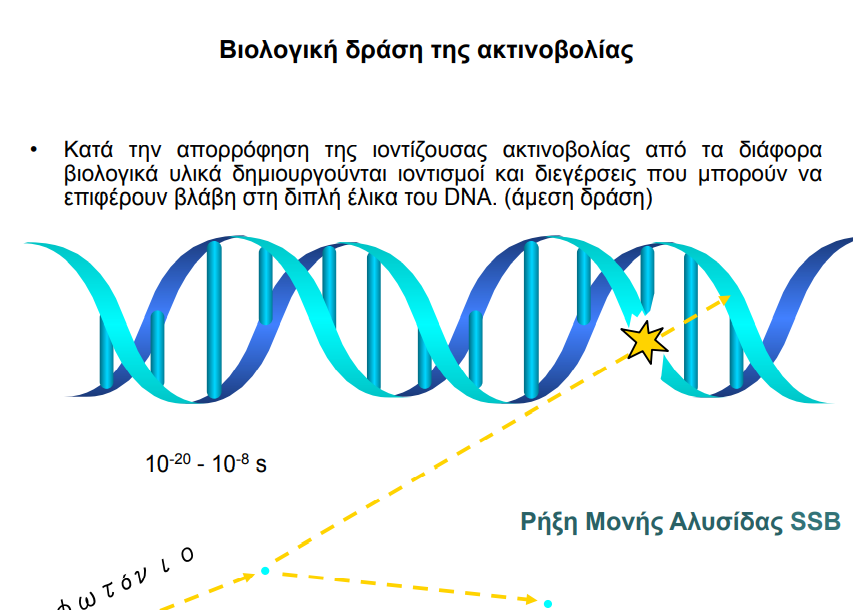 Βιολογική δράση της ακτινοβολίας
• Κατά την απορρόφηση της ιοντίζουσας ακτινοβολίας από τα διάφορα
βιολογικά υλικά δημιουργούνται ιοντισμοί και διεγέρσεις που μπορούν να
επιφέρουν βλάβη στη διπλή έλικα του DNA. (άμεση δράση)
10⁻²⁰ - 10⁻⁸ s
Ρήξη Μονής Αλυσίδας SSB
φωτόνιο